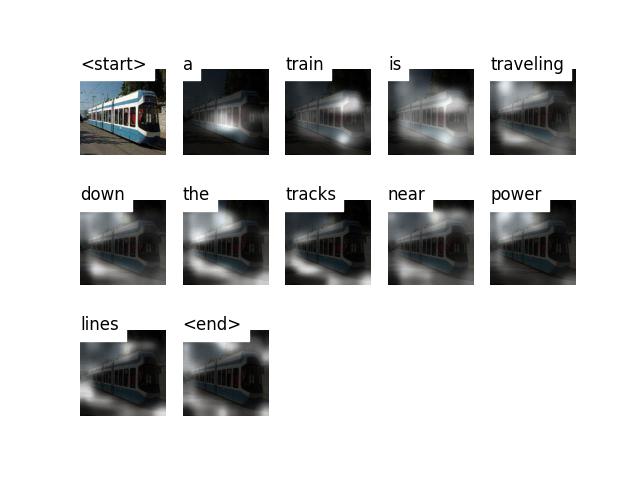 <start> a train is traveling
down the tracks near power
lines <end>